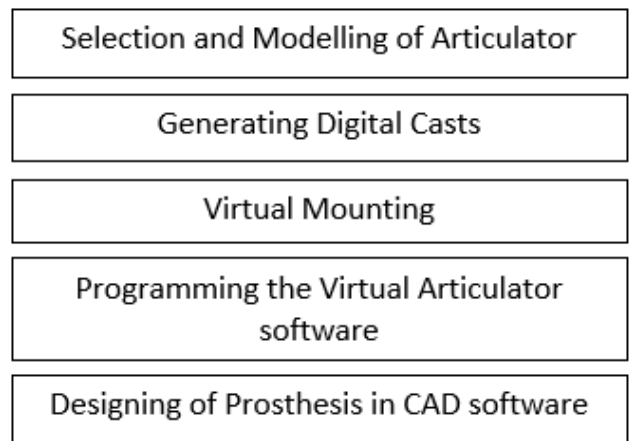 Selection and Modelling of Articulator
Generating Digital Casts
Virtual Mounting
Programming the Virtual Articulator
software
Designing of Prosthesis in CAD software